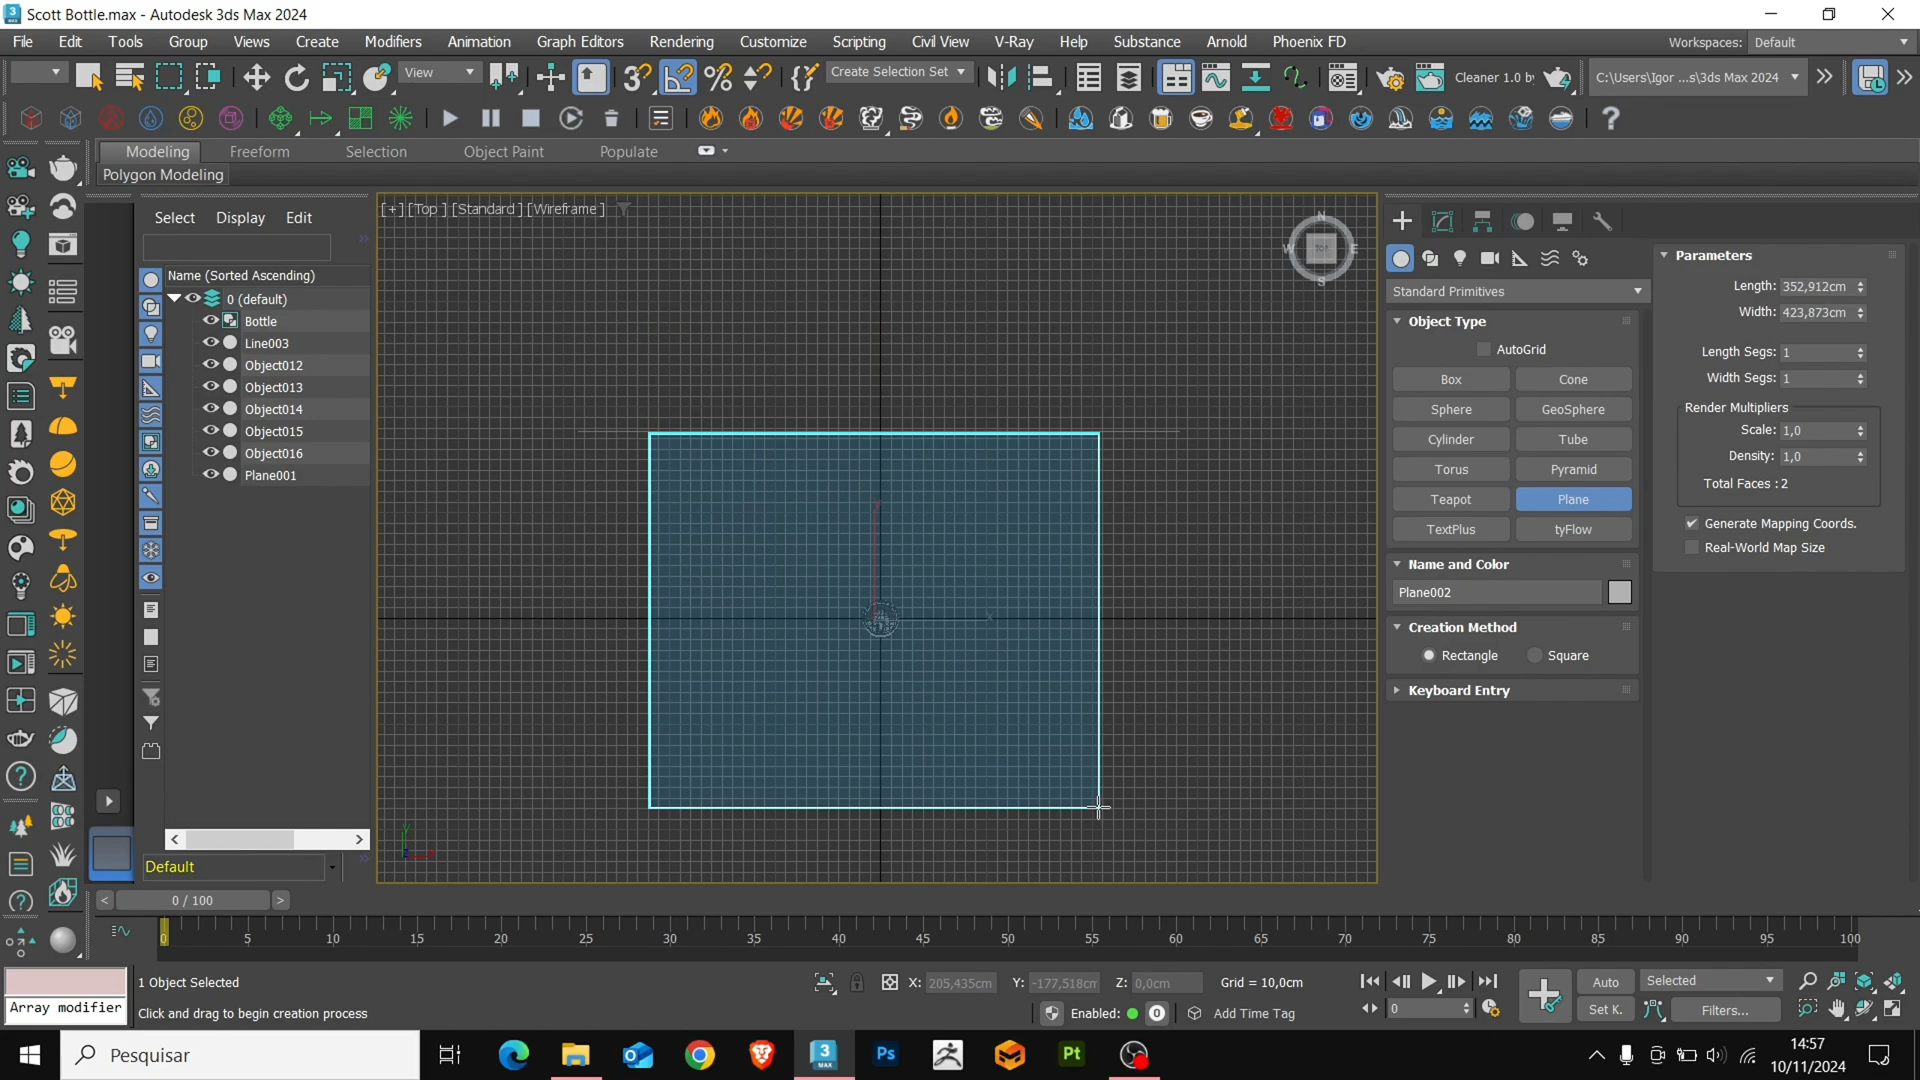 Scott Bottle.max - Autodesk 3ds Max 2024
File Edit Tools Group Views Create Modifiers Animation Graph Editors Rendering Customize Scripting Civil View V-Ray Help Substance Arnold Phoenix FD Workspaces: Default
View Create Selection Set Cleaner 1.0 b C:\Users\Igor ...s\3ds Max 2024
Modeling Freeform Selection Object Paint Populate
Polygon Modeling
Select Display Edit
Name (Sorted Ascending)
0 (default)
Bottle
Line003
Object012
Object013
Object014
Object015
Object016
Plane001
Default
[+] [Top ] [Standard ] [Wireframe ]
N
W TOP E
S
Standard Primitives
Object Type
AutoGrid
Box Cone
Sphere GeoSphere
Cylinder Tube
Torus Pyramid
Teapot Plane
TextPlus tyFlow
Name and Color
Plane002
Creation Method
Rectangle Square
Keyboard Entry
Parameters
Length: 352,912cm
Width: 423,873cm
Length Segs: 1
Width Segs: 1
Render Multipliers
Scale: 1,0
Density: 1,0
Total Faces : 2
Generate Mapping Coords.
Real-World Map Size
< 0 / 100 >
0 5 10 15 20 25 30 35 40 45 50 55 60 65 70 75 80 85 90 95 100
Array modifier
1 Object Selected
Click and drag to begin creation process
X: 205,435cm Y: -177,518cm Z: 0,0cm Grid = 10,0cm
Enabled: 0 Add Time Tag
0
Auto Selected
Set K. Filters...
Pesquisar
3 MAX Ps Pt
14:57
10/11/2024